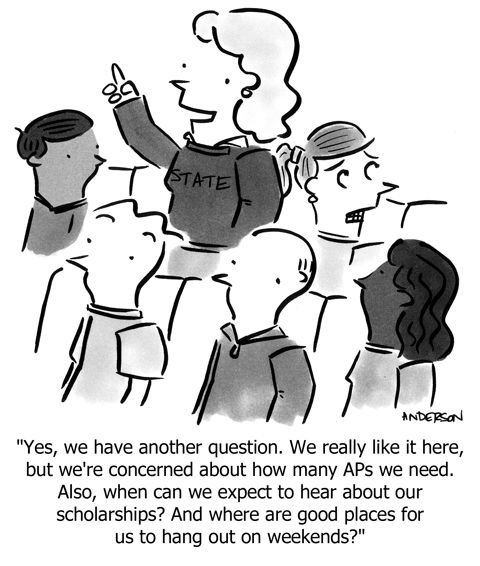 STATE
ANDERSON
"Yes, we have another question. We really like it here,
but we're concerned about how many APs we need.
Also, when can we expect to hear about our
scholarships? And where are good places for
us to hang out on weekends?"